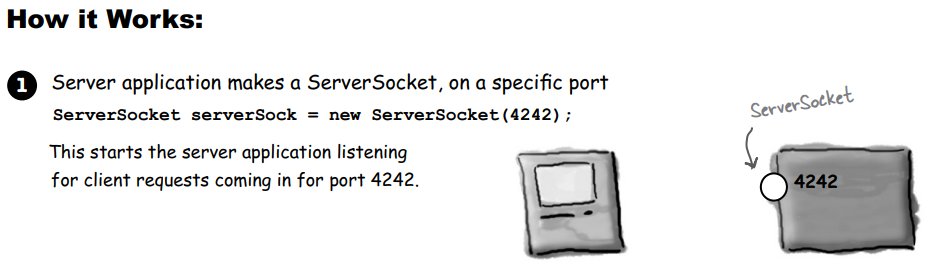 How it Works:
1 Server application makes a ServerSocket, on a specific port
ServerSocket serverSock = new ServerSocket(4242);
This starts the server application listening
for client requests coming in for port 4242.
ServerSocket
4242